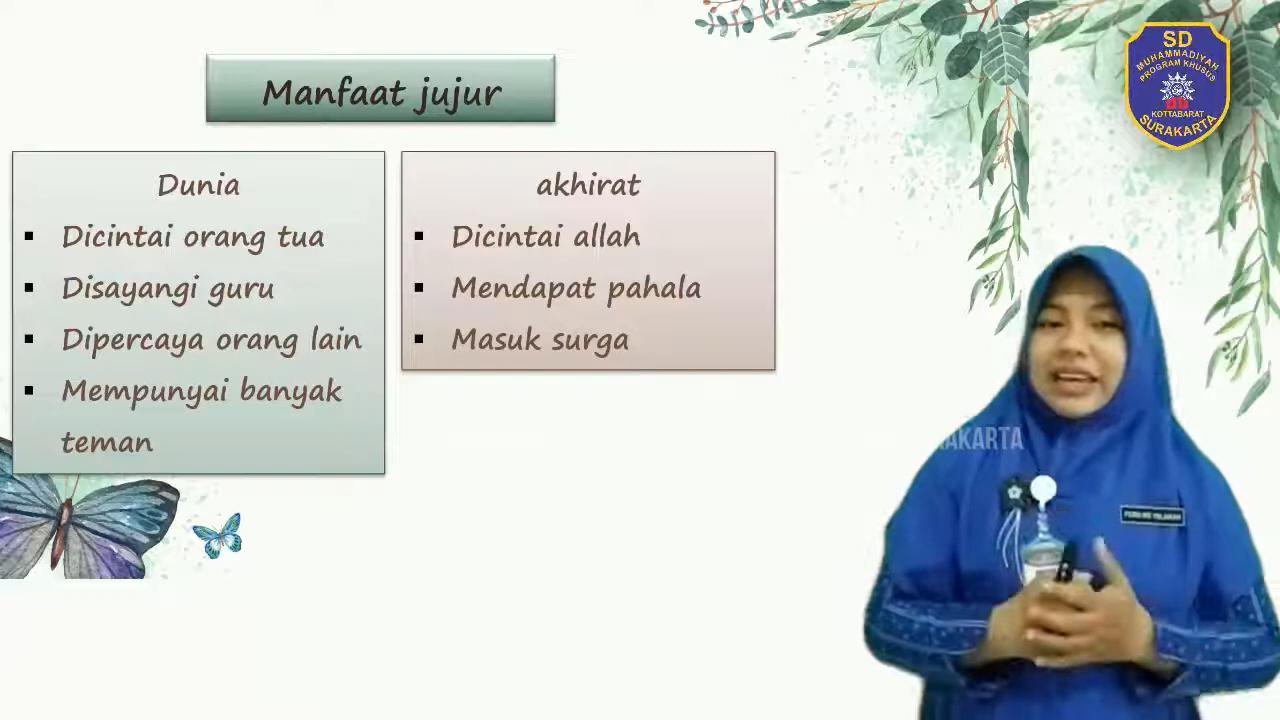 Manfaat jujur
Dunia
Dicintai orang tua
Disayangi guru
Dipercaya orang lain
Mempunyai banyak
teman
akhirat
Dicintai allah
Mendapat pahala
Masuk surga
SD
MUHAMMADIYAH
PROGRAM KHUSUS
KOTTABARAT
SURAKARTA
AKARTA